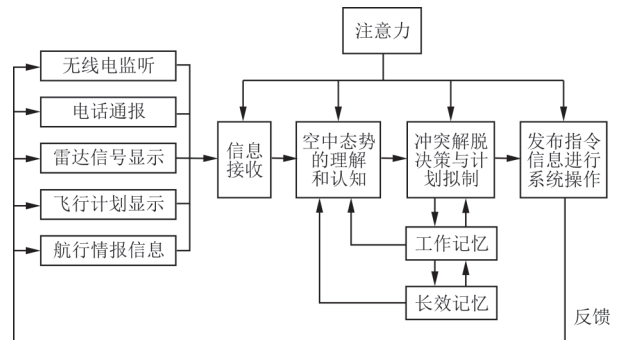 注意力
无线电监听
电话通报
雷达信号显示
飞行计划显示
航行情报信息
信息
接收
空中态势
的理解
和认知
冲突解脱
决策与计
划拟制
发布指令
信息进行
系统操作
工作记忆
长效记忆
反馈